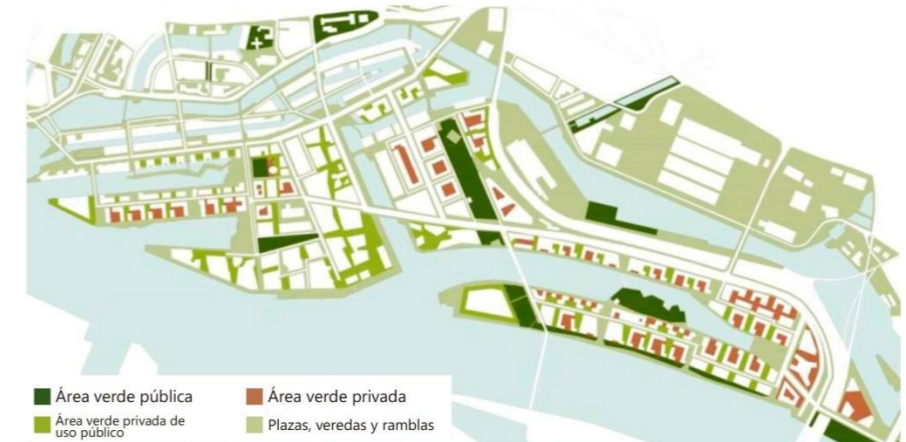 Área verde pública
Área verde privada de
uso público
Área verde privada
Plazas, veredas y ramblas